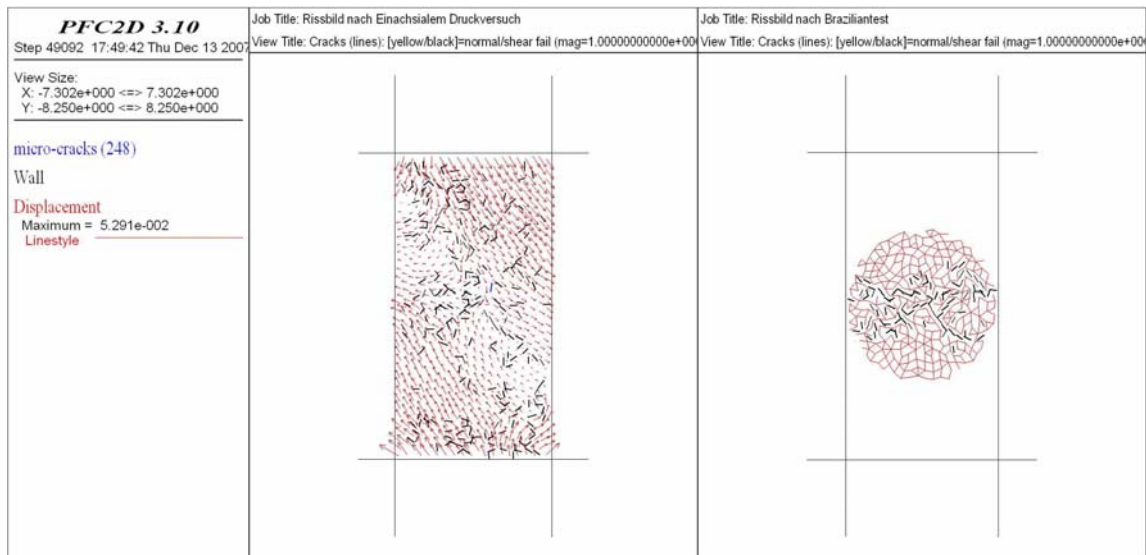 PFC2D 3.10
Step 49092 17:49:42 Thu Dec 13 2007
View Size:
X: -7.302e+000 <=> 7.302e+000
Y: -8.250e+000 <=> 8.250e+000
micro-cracks (248)
Wall
Displacement
Maximum = 5.291e-002
Linestyle
Job Title: Rissbild nach Einachsialem Druckversuch
View Title: Cracks (lines): [yellow/black]=normal/shear fail (mag=1.00000000000e+00
Job Title: Rissbild nach Braziliantest
View Title: Cracks (lines): [yellow/black]=normal/shear fail (mag=1.00000000000e+00